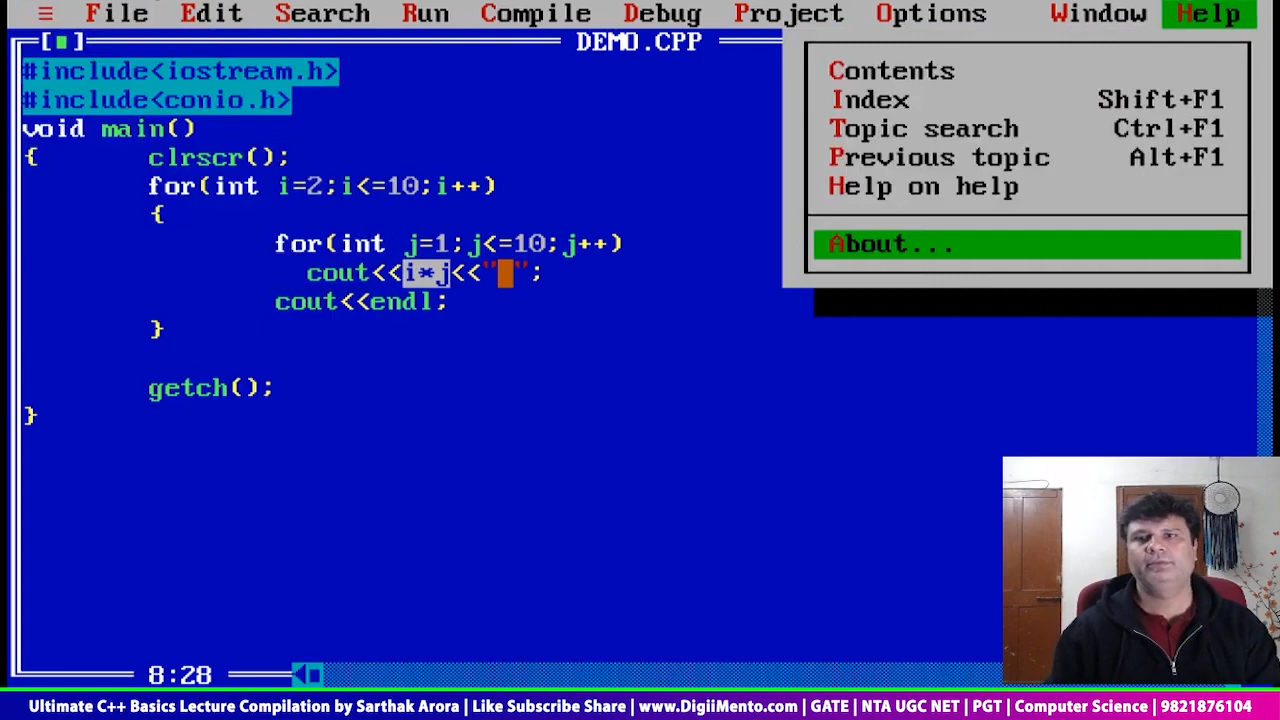 ≡ File Edit Search Run Compile Debug Project Options Window Help
[■] DEMO.CPP
#include<iostream.h>
#include<conio.h>
void main()
{ clrscr();
for(int i=2;i<=10;i++)
{
for(int j=1;j<=10;j++)
cout<<i*j<<" ";
cout<<endl;
}
getch();
}
Contents
Index Shift+F1
Topic search Ctrl+F1
Previous topic Alt+F1
Help on help
About...
8:28
Ultimate C++ Basics Lecture Compilation by Sarthak Arora | Like Subscribe Share | www.DigiiMento.com | GATE | NTA UGC NET | PGT | Computer Science | 9821876104